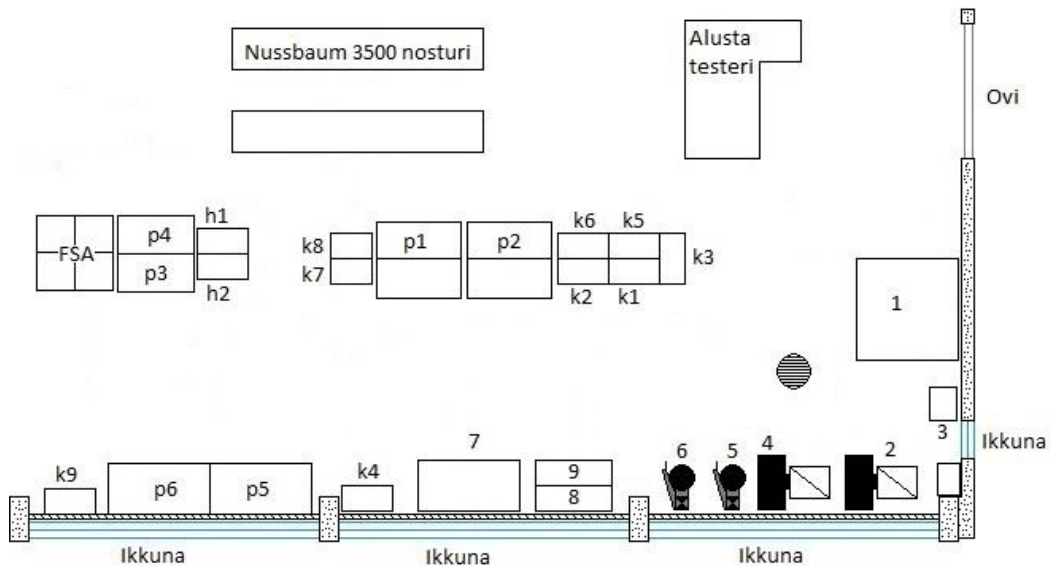 Nussbaum 3500 nosturi
Alusta
testeri
Ovi
h1
k6
k5
p4
p1
p2
k8
FSA
k3
p3
k7
h2
k2
k1
1
3
Ikkuna
7
6
5
4
2
k9
k4
9
p6
p5
8
Ikkuna
Ikkuna
Ikkuna